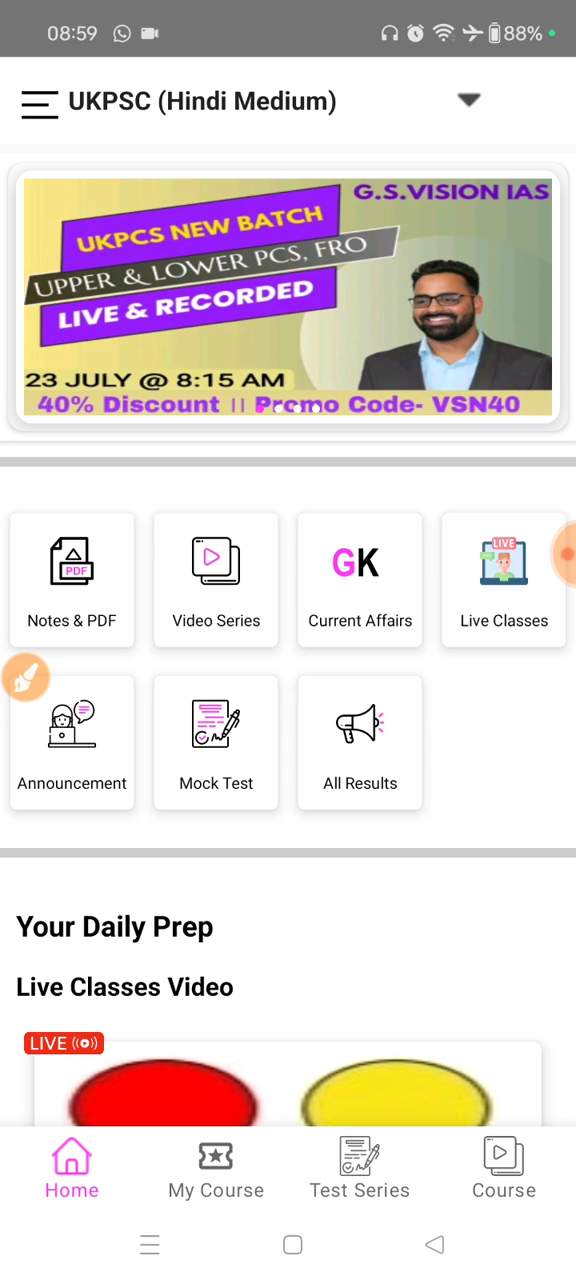 08:59
88%
UKPSC (Hindi Medium)
G.S.VISION IAS
UKPCS NEW BATCH
UPPER & LOWER PCS, FRO
LIVE & RECORDED
23 JULY @ 8:15 AM
40% Discount || Promo Code- VSN40
PDF
GK
LIVE
Notes & PDF
Video Series
Current Affairs
Live Classes
Announcement
Mock Test
All Results
Your Daily Prep
Live Classes Video
LIVE
Home
My Course
Test Series
Course